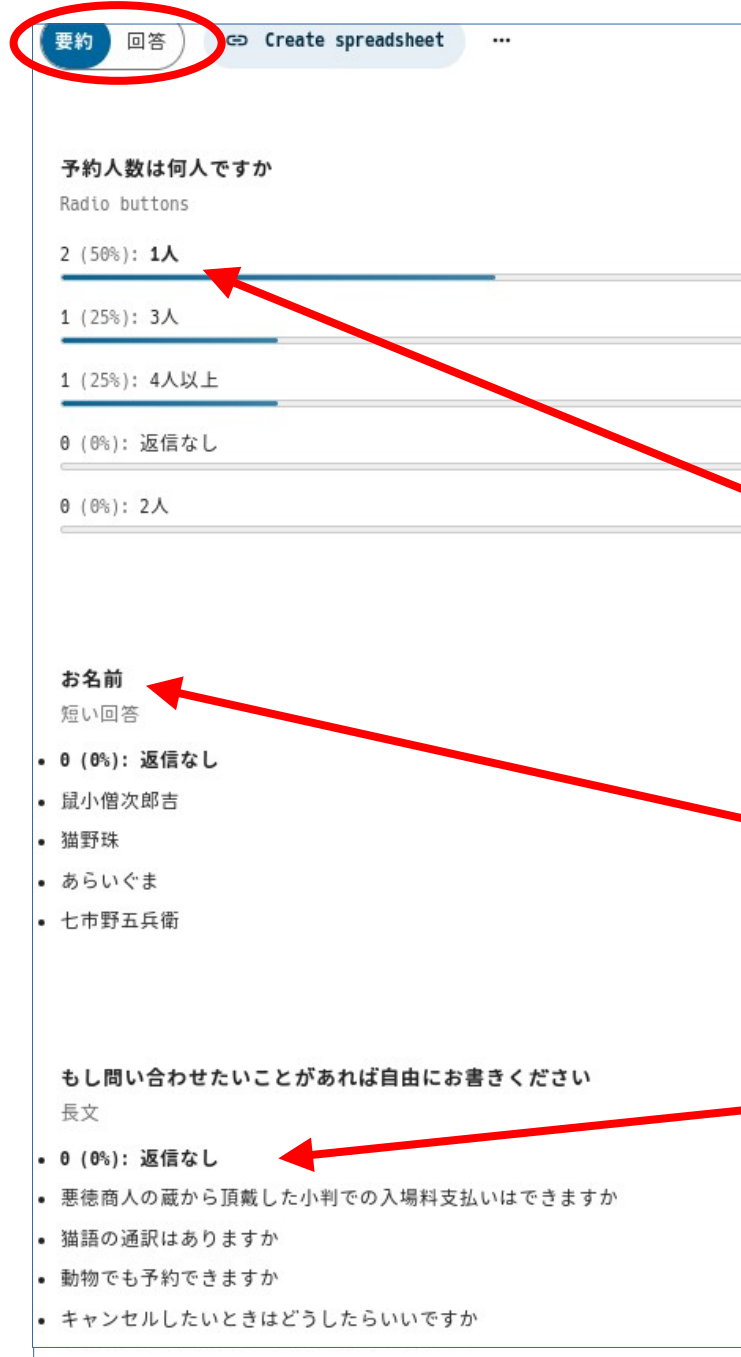 要約 回答 Create spreadsheet ...
予約人数は何人ですか
Radio buttons
2 (50%): 1人
1 (25%): 3人
1 (25%): 4人以上
0 (0%): 返信なし
0 (0%): 2人
お名前
短い回答
• 0 (0%): 返信なし
• 鼠小僧次郎吉
• 猫野珠
• あらいぐま
• 七市野五兵衛
もし問い合わせたいことがあれば自由にお書きください
長文
• 0 (0%): 返信なし
• 悪徳商人の蔵から頂戴した小判での入場料支払いはできますか
• 猫語の通訳はありますか
• 動物でも予約できますか
• キャンセルしたいときはどうしたらいいですか